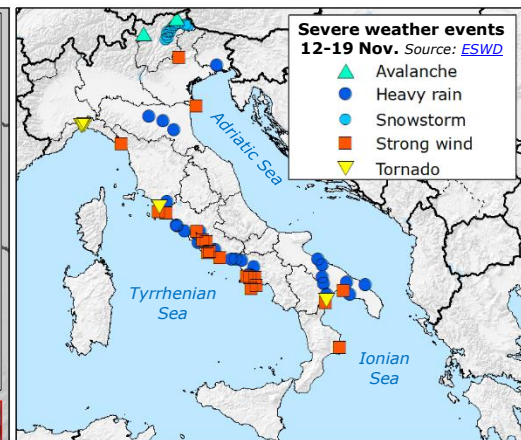 Severe weather events
12-19 Nov. Source: ESWD
Avalanche
Heavy rain
Snowstorm
Strong wind
Tornado
Adriatic Sea
Tyrrhenian
Sea
Ionian
Sea